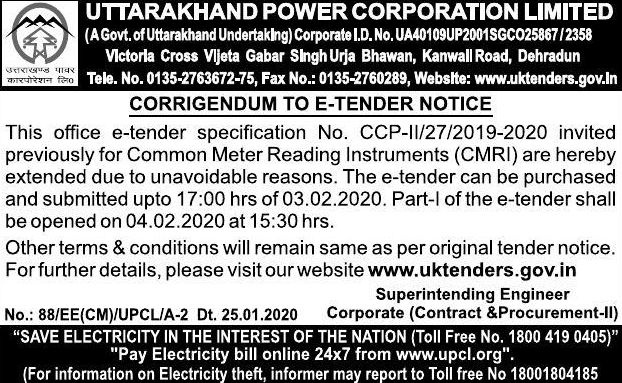 UTTARAKHAND POWER CORPORATION LIMITED
(A Govt. of Uttarakhand Undertaking) Corporate I.D. No. UA40109UP2001SGCO25867 / 2358
Victoria Cross Vijeta Gabar Singh Urja Bhawan, Kanwali Road, Dehradun
उत्तराखण्ड पावर
कारपोरेशन लि0
Tele. No. 0135-2763672-75, Fax No.: 0135-2760289, Website: www.uktenders.gov.in
CORRIGENDUM TO E-TENDER NOTICE
This office e-tender specification No. CCP-II/27/2019-2020 invited
previously for Common Meter Reading Instruments (CMRI) are hereby
extended due to unavoidable reasons. The e-tender can be purchased
and submitted upto 17:00 hrs of 03.02.2020. Part-I of the e-tender shall
be opened on 04.02.2020 at 15:30 hrs.
Other terms & conditions will remain same as per original tender notice.
For further details, please visit our website www.uktenders.gov.in
Superintending Engineer
No.: 88/EE(CM)/UPCL/A-2 Dt. 25.01.2020 Corporate (Contract &Procurement-II)
"SAVE ELECTRICITY IN THE INTEREST OF THE NATION (Toll Free No. 1800 419 0405)"
"Pay Electricity bill online 24x7 from www.upcl.org".
(For information on Electricity theft, informer may report to Toll free No 18001804185